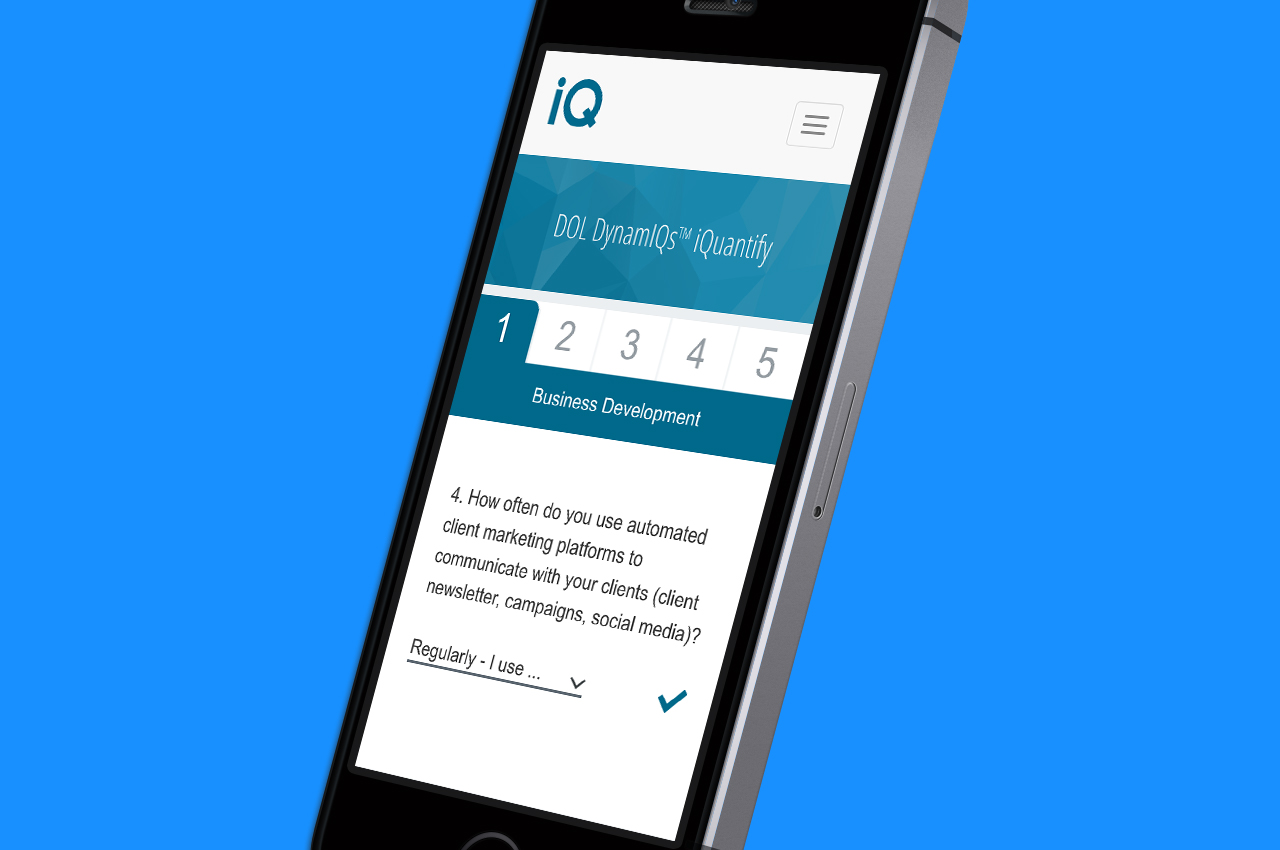 iQ
DOL DynamIQs™ iQuantify
1 2 3 4 5
Business Development
4. How often do you use automated
client marketing platforms to
communicate with your clients (client
newsletter, campaigns, social media)?
Regularly - I use ...